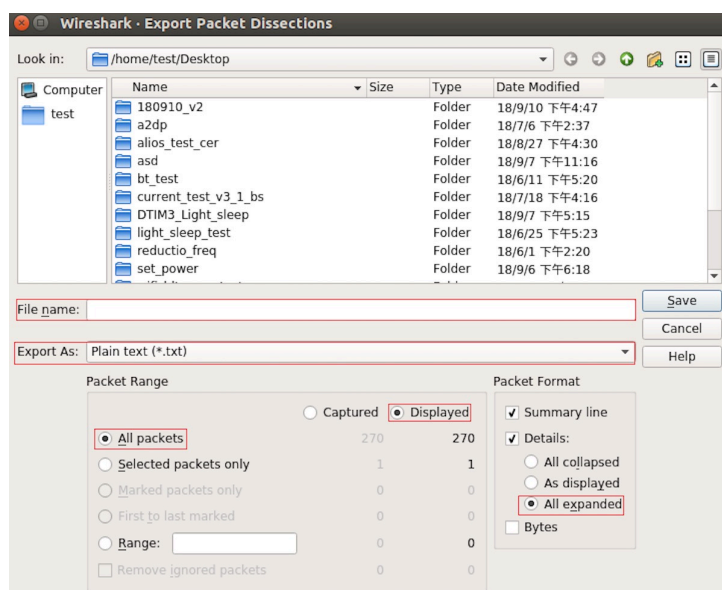 Wireshark · Export Packet Dissections
Look in: /home/test/Desktop
Computer
test
Name Size Type Date Modified
180910_v2 Folder 18/9/10 下午4:47
a2dp Folder 18/7/6 下午2:37
alios_test_cer Folder 18/8/27 下午4:30
asd Folder 18/9/7 下午11:16
bt_test Folder 18/6/11 下午5:20
current_test_v3_1_bs Folder 18/7/18 下午4:16
DTIM3_Light_sleep Folder 18/9/7 下午5:15
light_sleep_test Folder 18/6/25 下午5:23
reductio_freq Folder 18/6/1 下午2:20
set_power Folder 18/9/6 下午6:18
File name: Save
Cancel
Export As: Plain text (*.txt) Help
Packet Range Packet Format
Captured Displayed Summary line
All packets 270 270 Details:
Selected packets only 1 1 All collapsed
Marked packets only 0 0 As displayed
First to last marked 0 0 All expanded
Range: 0 0 Bytes
Remove ignored packets 0 0